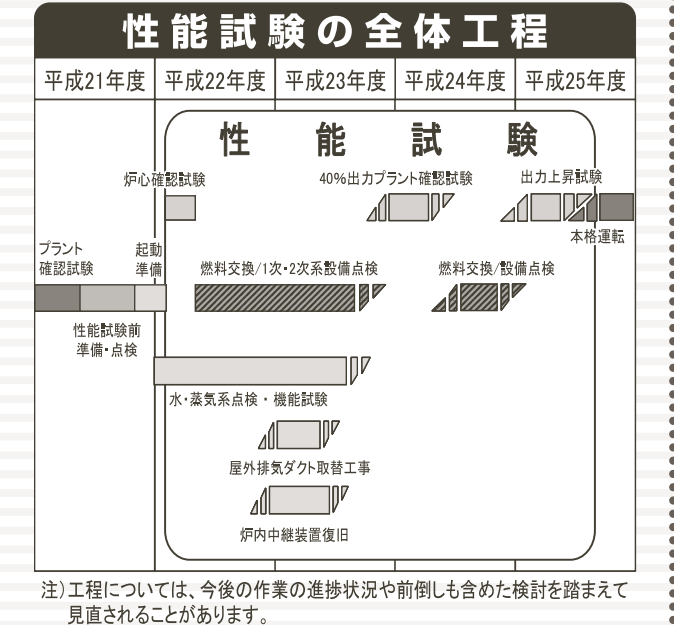 性能試験の全体工程
平成21年度
平成22年度
平成23年度
平成24年度
平成25年度
性能試験
炉心確認試験
40%出力プラント確認試験
出力上昇試験
本格運転
プラント
確認試験
起動
準備
燃料交換/1次・2次系設備点検
燃料交換/設備点検
性能試験前
準備・点検
水・蒸気系点検・機能試験
屋外排気ダクト取替工事
炉内中継装置復旧
注)工程については、今後の作業の進捗状況や前倒しも含めた検討を踏まえて
見直されることがあります。